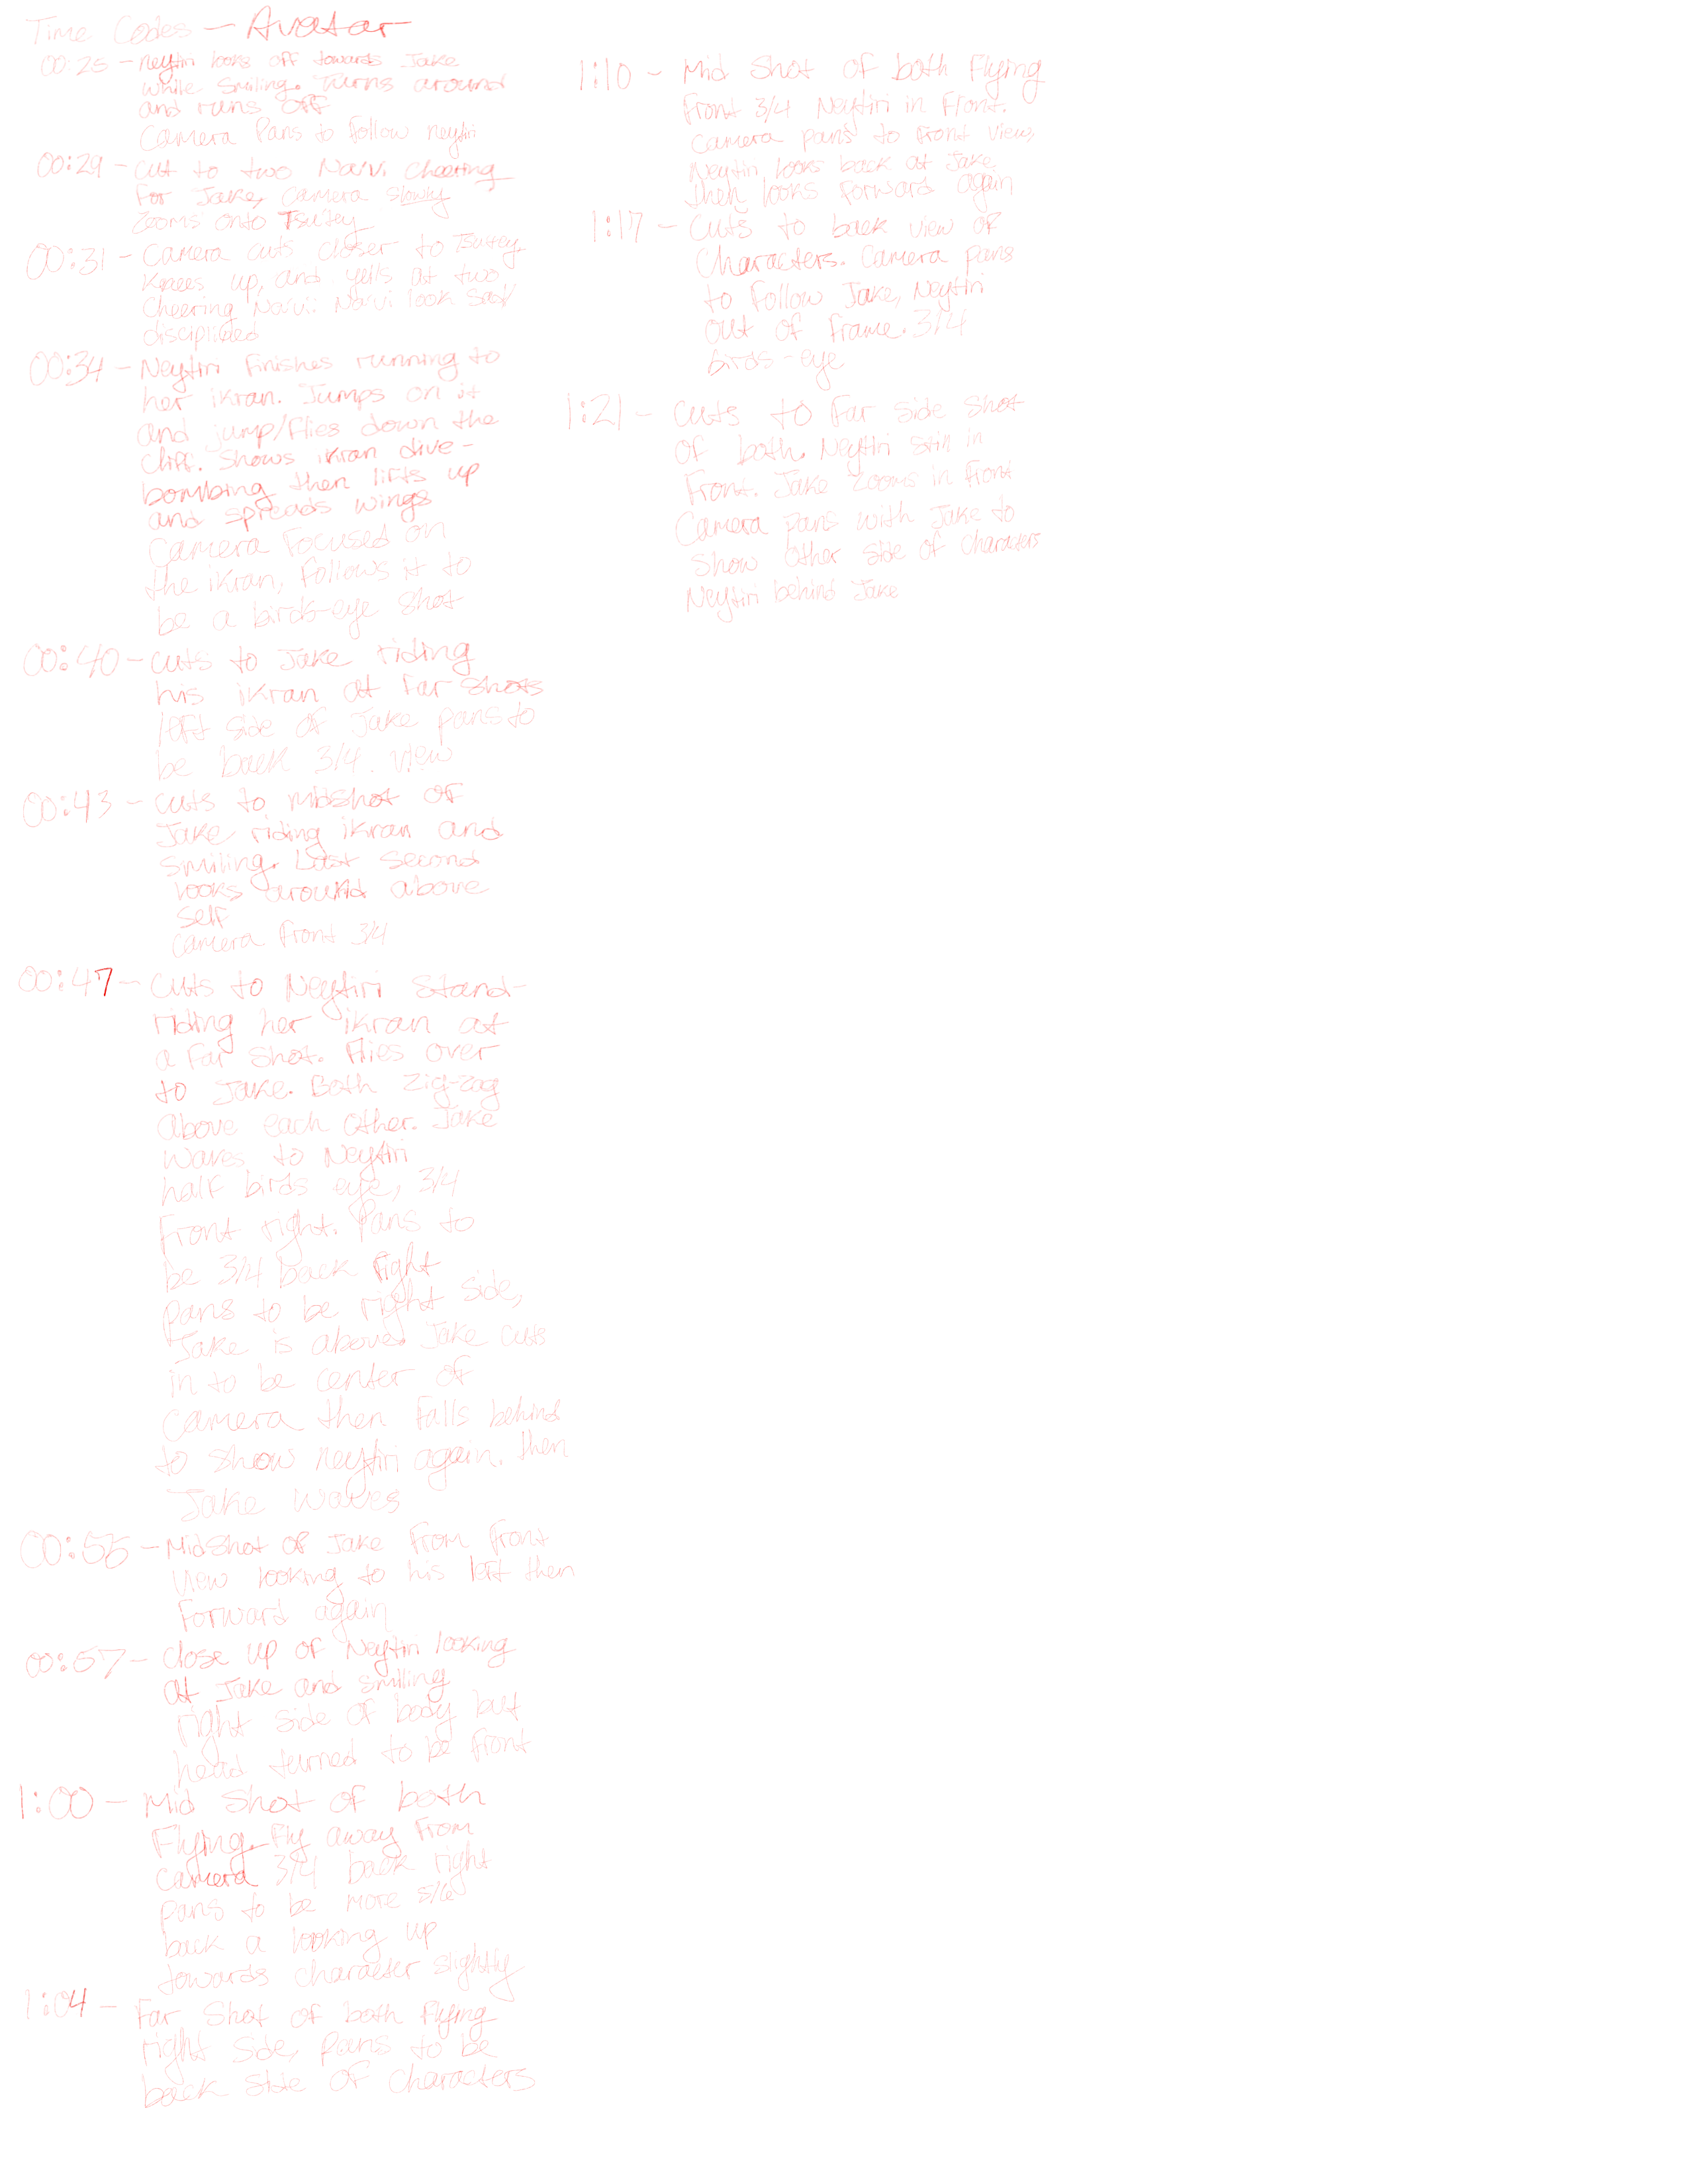 Time Codes - Avatar
00:25 - neytiri looks off towards Jake
while smiling. Turns around
and runs off
Camera Pans to follow neytiri
00:29 - cut to two Na'vi cheering
for Jake, Camera slowly
zooms onto Tsu'tey
00:31 - Camera cuts closer to Tsu'tey.
Knees up, and yells at two
cheering Na'vi. Na'vi look sad/
disciplined
00:34 - Neytiri finishes running to
her ikran. Jumps on it
and jump/flies down the
cliff. Shows ikran dive-
bombing then lifts up
and spreads wings
Camera Focused on
the ikran, follows it to
be a birds-eye shot
00:40 - cuts to Jake riding
his ikran at far shots
left side of Jake pans to
be back 3/4 view
00:43 - cuts to midshot of
Jake riding ikran and
smiling. Last second
looks around above
self
camera front 3/4
00:47 - cuts to Neytiri stand-
riding her ikran at
a far shot. Flies over
to Jake. Both zig-zag
above each other. Jake
waves to Neytiri
half birds eye, 3/4
Front right. Pans to
be 3/4 back right
pans to be right side,
Jake is above. Jake cuts
in to be center of
camera then falls behind
to show neytiri again. then
Jake waves
00:55 - Midshot of Jake from front
view looking to his left then
forward again
00:57 - close up of Neytiri looking
at Jake and smiling
right side of body but
head turned to be front
1:00 - Mid shot of both
Flying. Fly away from
camera 3/4 back right
pans to be more
back a looking up
towards character slightly
1:04 - Far Shot of both flying
right side, pans to be
back side of characters
1:10 - Mid Shot of both Flying
Front 3/4 Neytiri in Front.
camera pans to front view,
Neytiri looks back at Jake
then looks forward again
1:17 - Cuts to back view of
Characters. Camera pans
to follow Jake, Neytiri
out of frame. 3/4
birds-eye
1:21 - Cuts to Far side shot
of both. Neytiri still in
Front. Jake zooms in front
Camera pans with Jake to
show other side of characters
Neytiri behind Jake